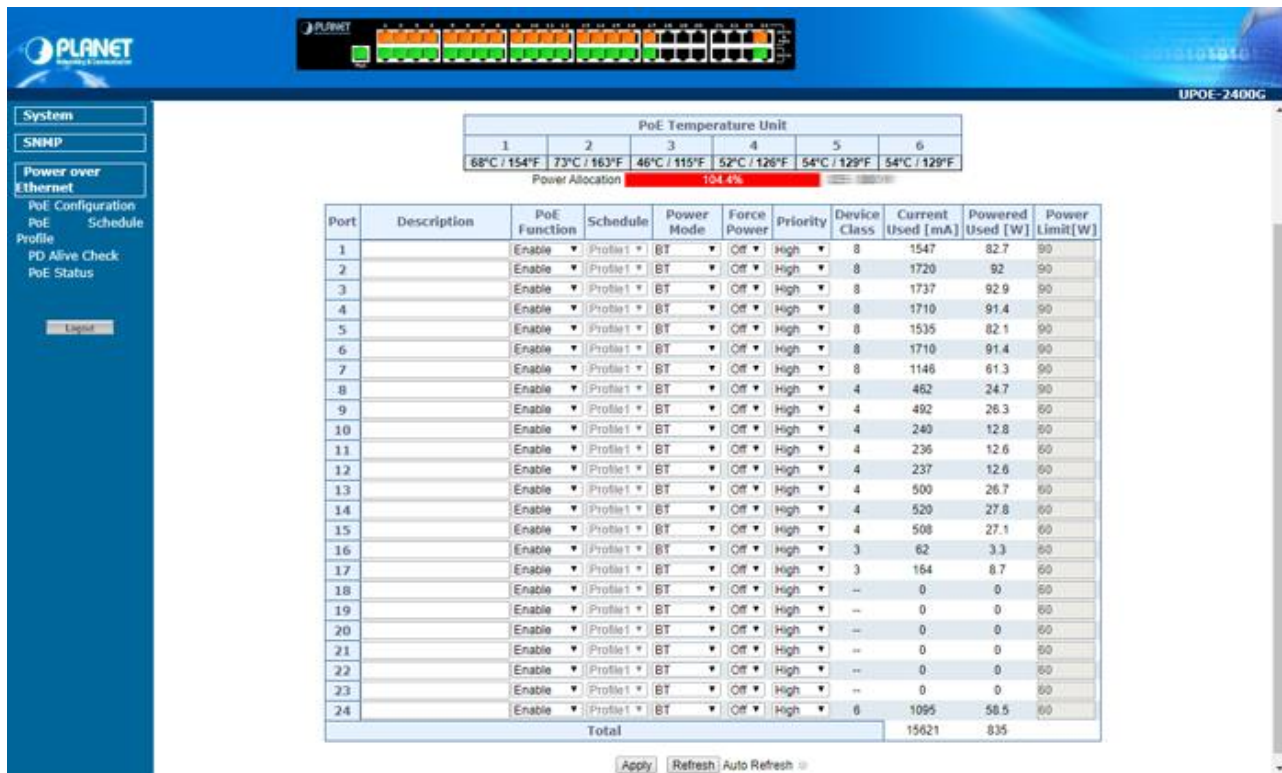 PLANET
Networking & Communication
PLANET
UPOE-2400G
System
SNMP
Power over
Ethernet
PoE Configuration
PoE Schedule
Profile
PD Alive Check
PoE Status
Logout
PoE Temperature Unit
1 2 3 4 5 6
68°C / 154°F 73°C / 163°F 46°C / 115°F 52°C / 126°F 54°C / 129°F 54°C / 129°F
Power Allocation 104.4%
Port Description PoE Function Schedule Power Mode Force Power Priority Device Class Current Used [mA] Powered Used [W] Power Limit[W]
1 Enable Profile1 BT Off High 8 1547 82.7 90
2 Enable Profile1 BT Off High 8 1720 92 90
3 Enable Profile1 BT Off High 8 1737 92.9 90
4 Enable Profile1 BT Off High 8 1710 91.4 90
5 Enable Profile1 BT Off High 8 1535 82.1 90
6 Enable Profile1 BT Off High 8 1710 91.4 90
7 Enable Profile1 BT Off High 8 1146 61.3 90
8 Enable Profile1 BT Off High 4 462 24.7 90
9 Enable Profile1 BT Off High 4 492 26.3 60
10 Enable Profile1 BT Off High 4 240 12.8 60
11 Enable Profile1 BT Off High 4 236 12.6 60
12 Enable Profile1 BT Off High 4 237 12.6 60
13 Enable Profile1 BT Off High 4 500 26.7 60
14 Enable Profile1 BT Off High 4 520 27.8 60
15 Enable Profile1 BT Off High 4 508 27.1 60
16 Enable Profile1 BT Off High 3 62 3.3 60
17 Enable Profile1 BT Off High 3 164 8.7 60
18 Enable Profile1 BT Off High -- 0 0 60
19 Enable Profile1 BT Off High -- 0 0 60
20 Enable Profile1 BT Off High -- 0 0 60
21 Enable Profile1 BT Off High -- 0 0 60
22 Enable Profile1 BT Off High -- 0 0 60
23 Enable Profile1 BT Off High -- 0 0 60
24 Enable Profile1 BT Off High 6 1095 58.5 60
Total 15621 835
Apply Refresh Auto Refresh